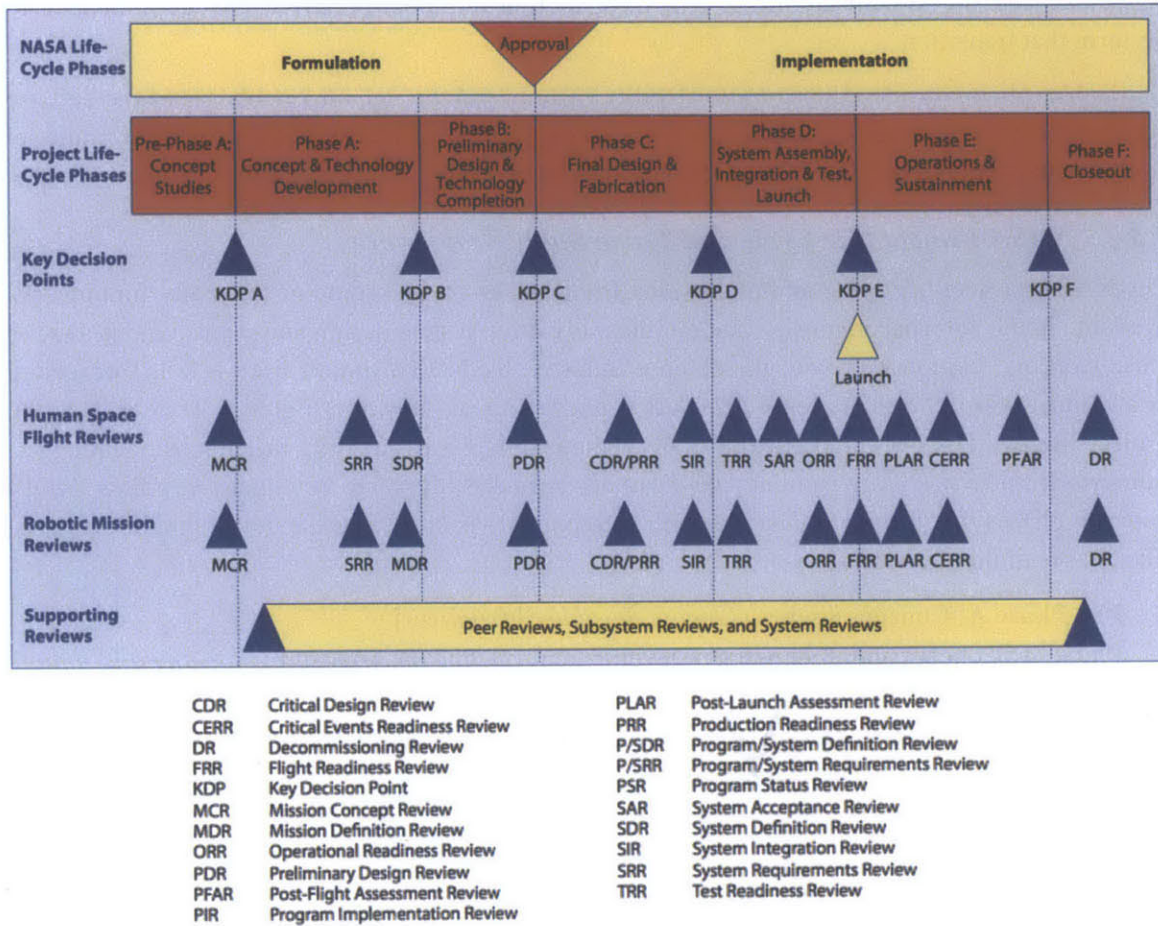 NASA Life-
Cycle Phases
Formulation
Approval
Implementation
Project Life-
Cycle Phases
Pre-Phase A:
Concept
Studies
Phase A:
Concept & Technology
Development
Phase B:
Preliminary
Design &
Technology
Completion
Phase C:
Final Design &
Fabrication
Phase D:
System Assembly,
Integration & Test,
Launch
Phase E:
Operations &
Sustainment
Phase F:
Closeout
Key Decision
Points
KDP A KDP B KDP C KDP D KDP E KDP F
Launch
Human Space
Flight Reviews
MCR SRR SDR PDR CDR/PRR SIR TRR SAR ORR FRR PLAR CERR PFAR DR
Robotic Mission
Reviews
MCR SRR MDR PDR CDR/PRR SIR TRR ORR FRR PLAR CERR DR
Supporting
Reviews
Peer Reviews, Subsystem Reviews, and System Reviews
CDR Critical Design Review
CERR Critical Events Readiness Review
DR Decommissioning Review
FRR Flight Readiness Review
KDP Key Decision Point
MCR Mission Concept Review
MDR Mission Definition Review
ORR Operational Readiness Review
PDR Preliminary Design Review
PFAR Post-Flight Assessment Review
PIR Program Implementation Review
PLAR Post-Launch Assessment Review
PRR Production Readiness Review
P/SDR Program/System Definition Review
P/SRR Program/System Requirements Review
PSR Program Status Review
SAR System Acceptance Review
SDR System Definition Review
SIR System Integration Review
SRR System Requirements Review
TRR Test Readiness Review